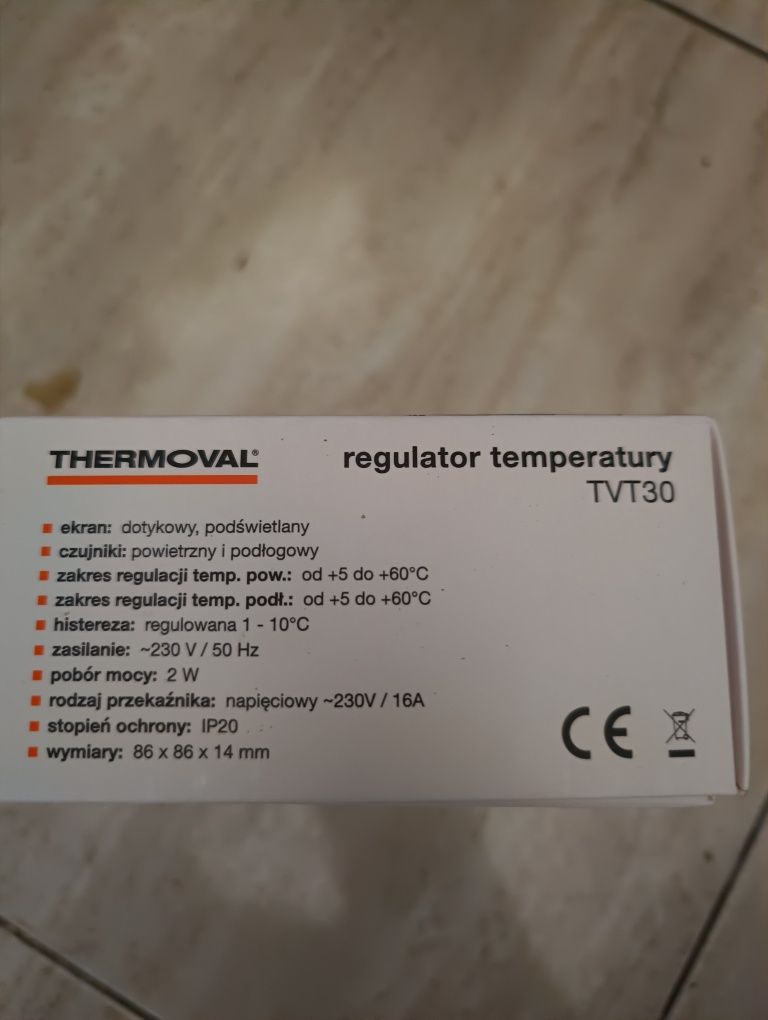 THERMOVAL®
regulator temperatury
TVT30
ekran: dotykowy, podświetlany
czujniki: powietrzny i podłogowy
zakres regulacji temp. pow.: od +5 do +60°C
zakres regulacji temp. podł.: od +5 do +60°C
histereza: regulowana 1 - 10°C
zasilanie: ~230 V / 50 Hz
pobór mocy: 2 W
rodzaj przekaźnika: napięciowy ~230V / 16A
stopień ochrony: IP20
wymiary: 86 x 86 x 14 mm
CE